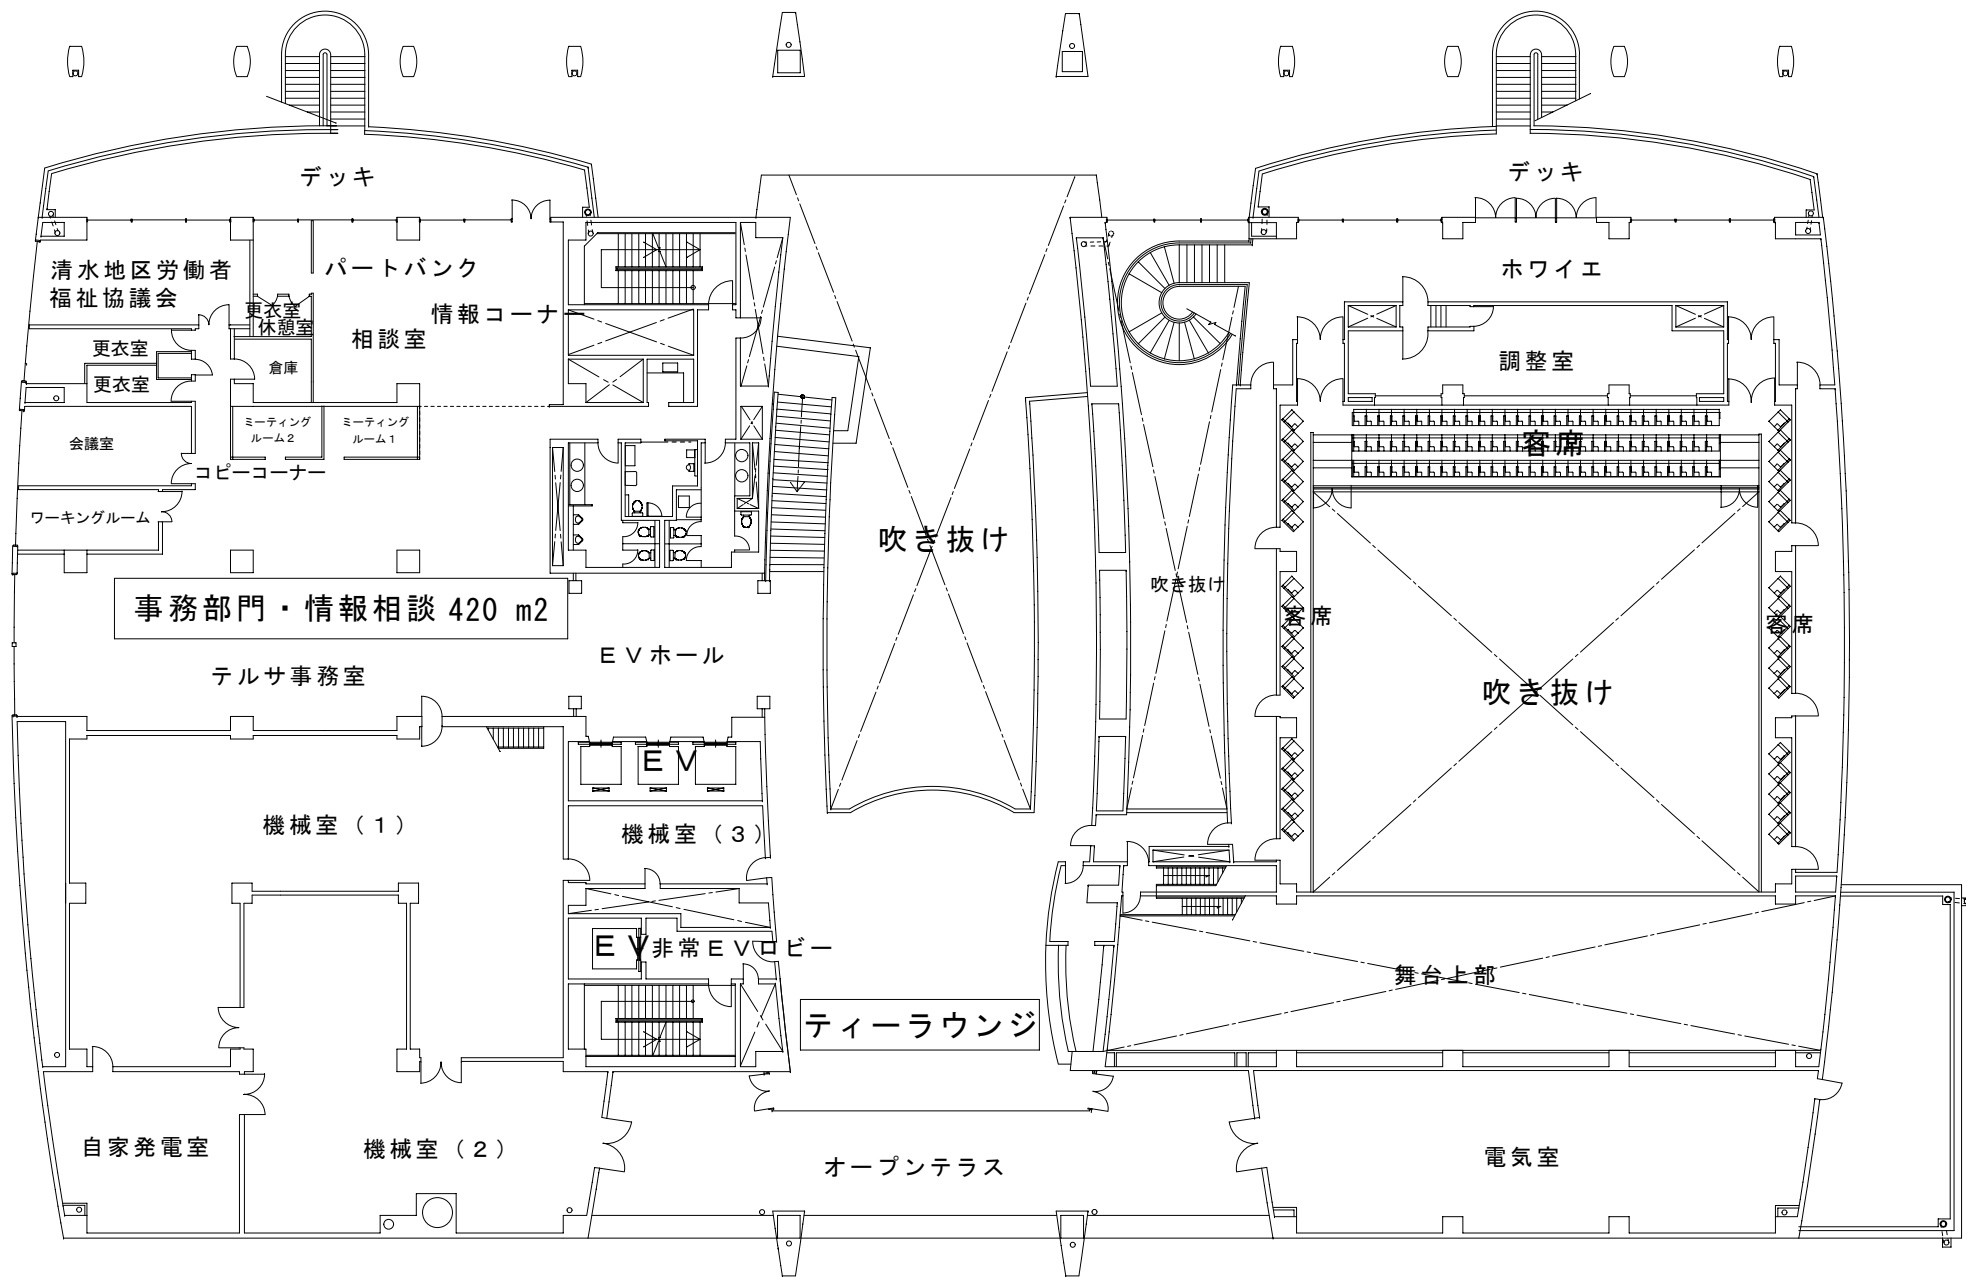 デッキ
デッキ
清水地区労働者
福祉協議会
パートバンク
更衣室
休憩室
情報コーナー
相談室
更衣室
倉庫
更衣室
ホワイエ
調整室
ミーティング
ルーム2
ミーティング
ルーム1
会議室
コピーコーナー
客席
ワーキングルーム
吹き抜け
吹き抜け
事務部門・情報相談 420 m2
客席
客席
テルサ事務室
EVホール
吹き抜け
EV
機械室(1)
機械室(3)
EV
非常EVロビー
舞台上部
ティーラウンジ
自家発電室
機械室(2)
オープンテラス
電気室